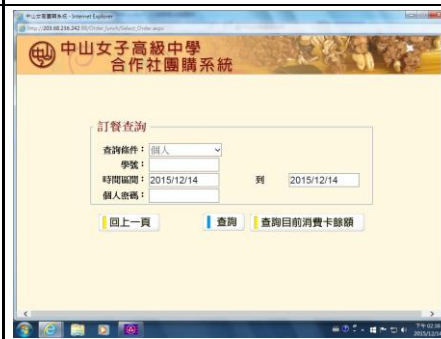 中山女子高級中學
合作社團購系統
訂餐查詢
查詢條件： 個人
學號：
時間區間： 2015/12/14 到 2015/12/14
個人密碼：
回上一頁 查詢 查詢目前消費卡餘額
2015/12/14